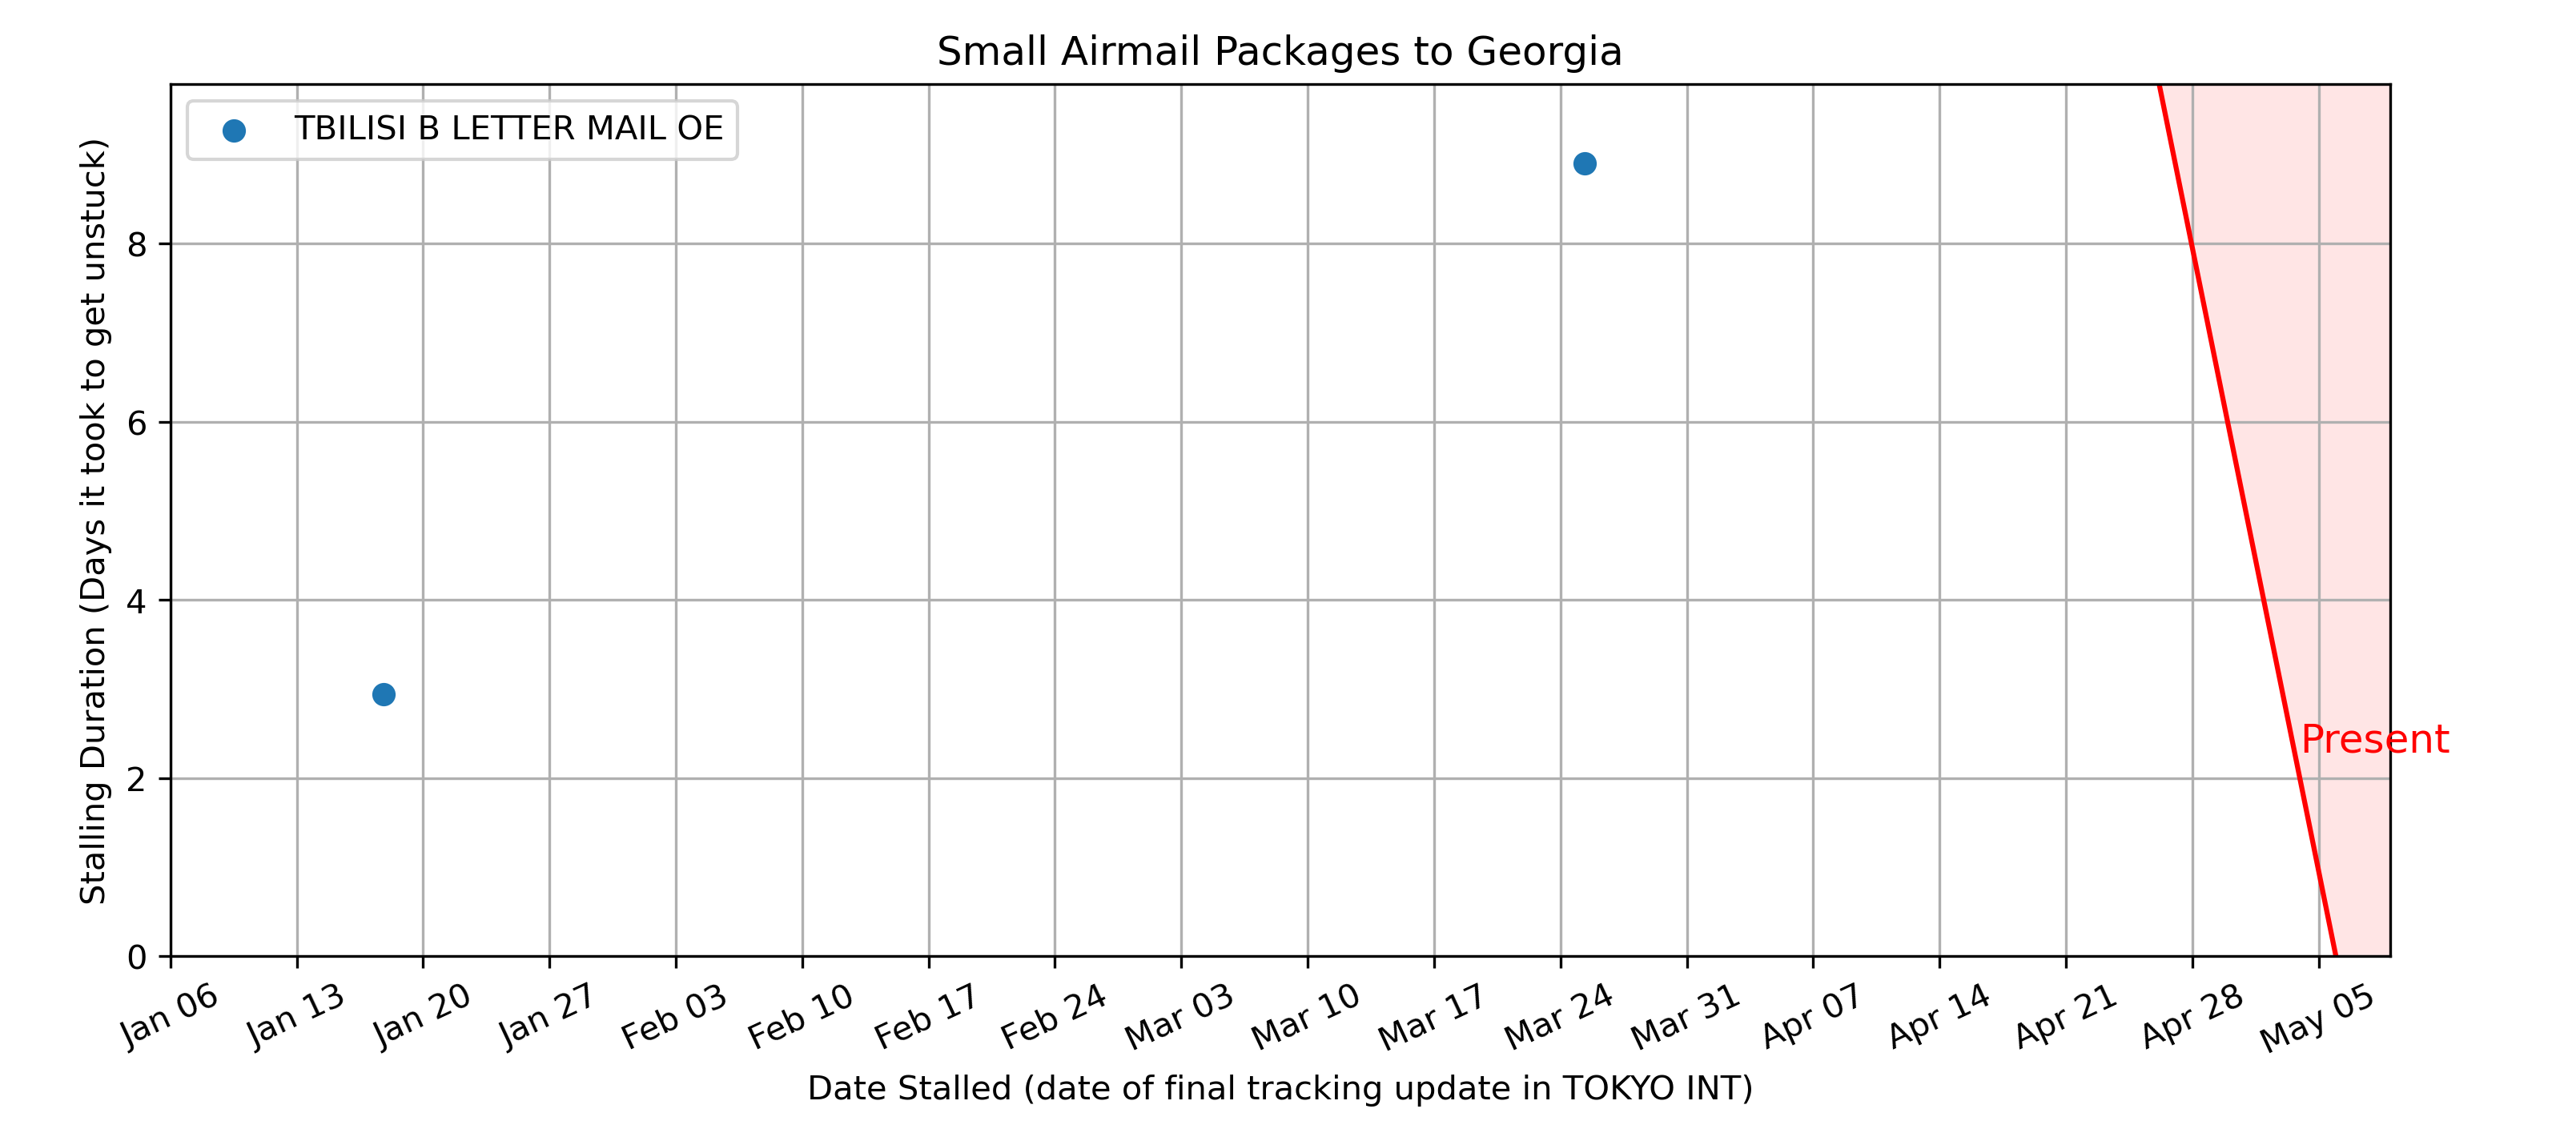 Small Airmail Packages to Georgia
TBILISI B LETTER MAIL OE
Stalling Duration (Days it took to get unstuck)
8
6
4
2
0
Present
Jan 06
Jan 13
Jan 20
Jan 27
Feb 03
Feb 10
Feb 17
Feb 24
Mar 03
Mar 10
Mar 17
Mar 24
Mar 31
Apr 07
Apr 14
Apr 21
Apr 28
May 05
Date Stalled (date of final tracking update in TOKYO INT)